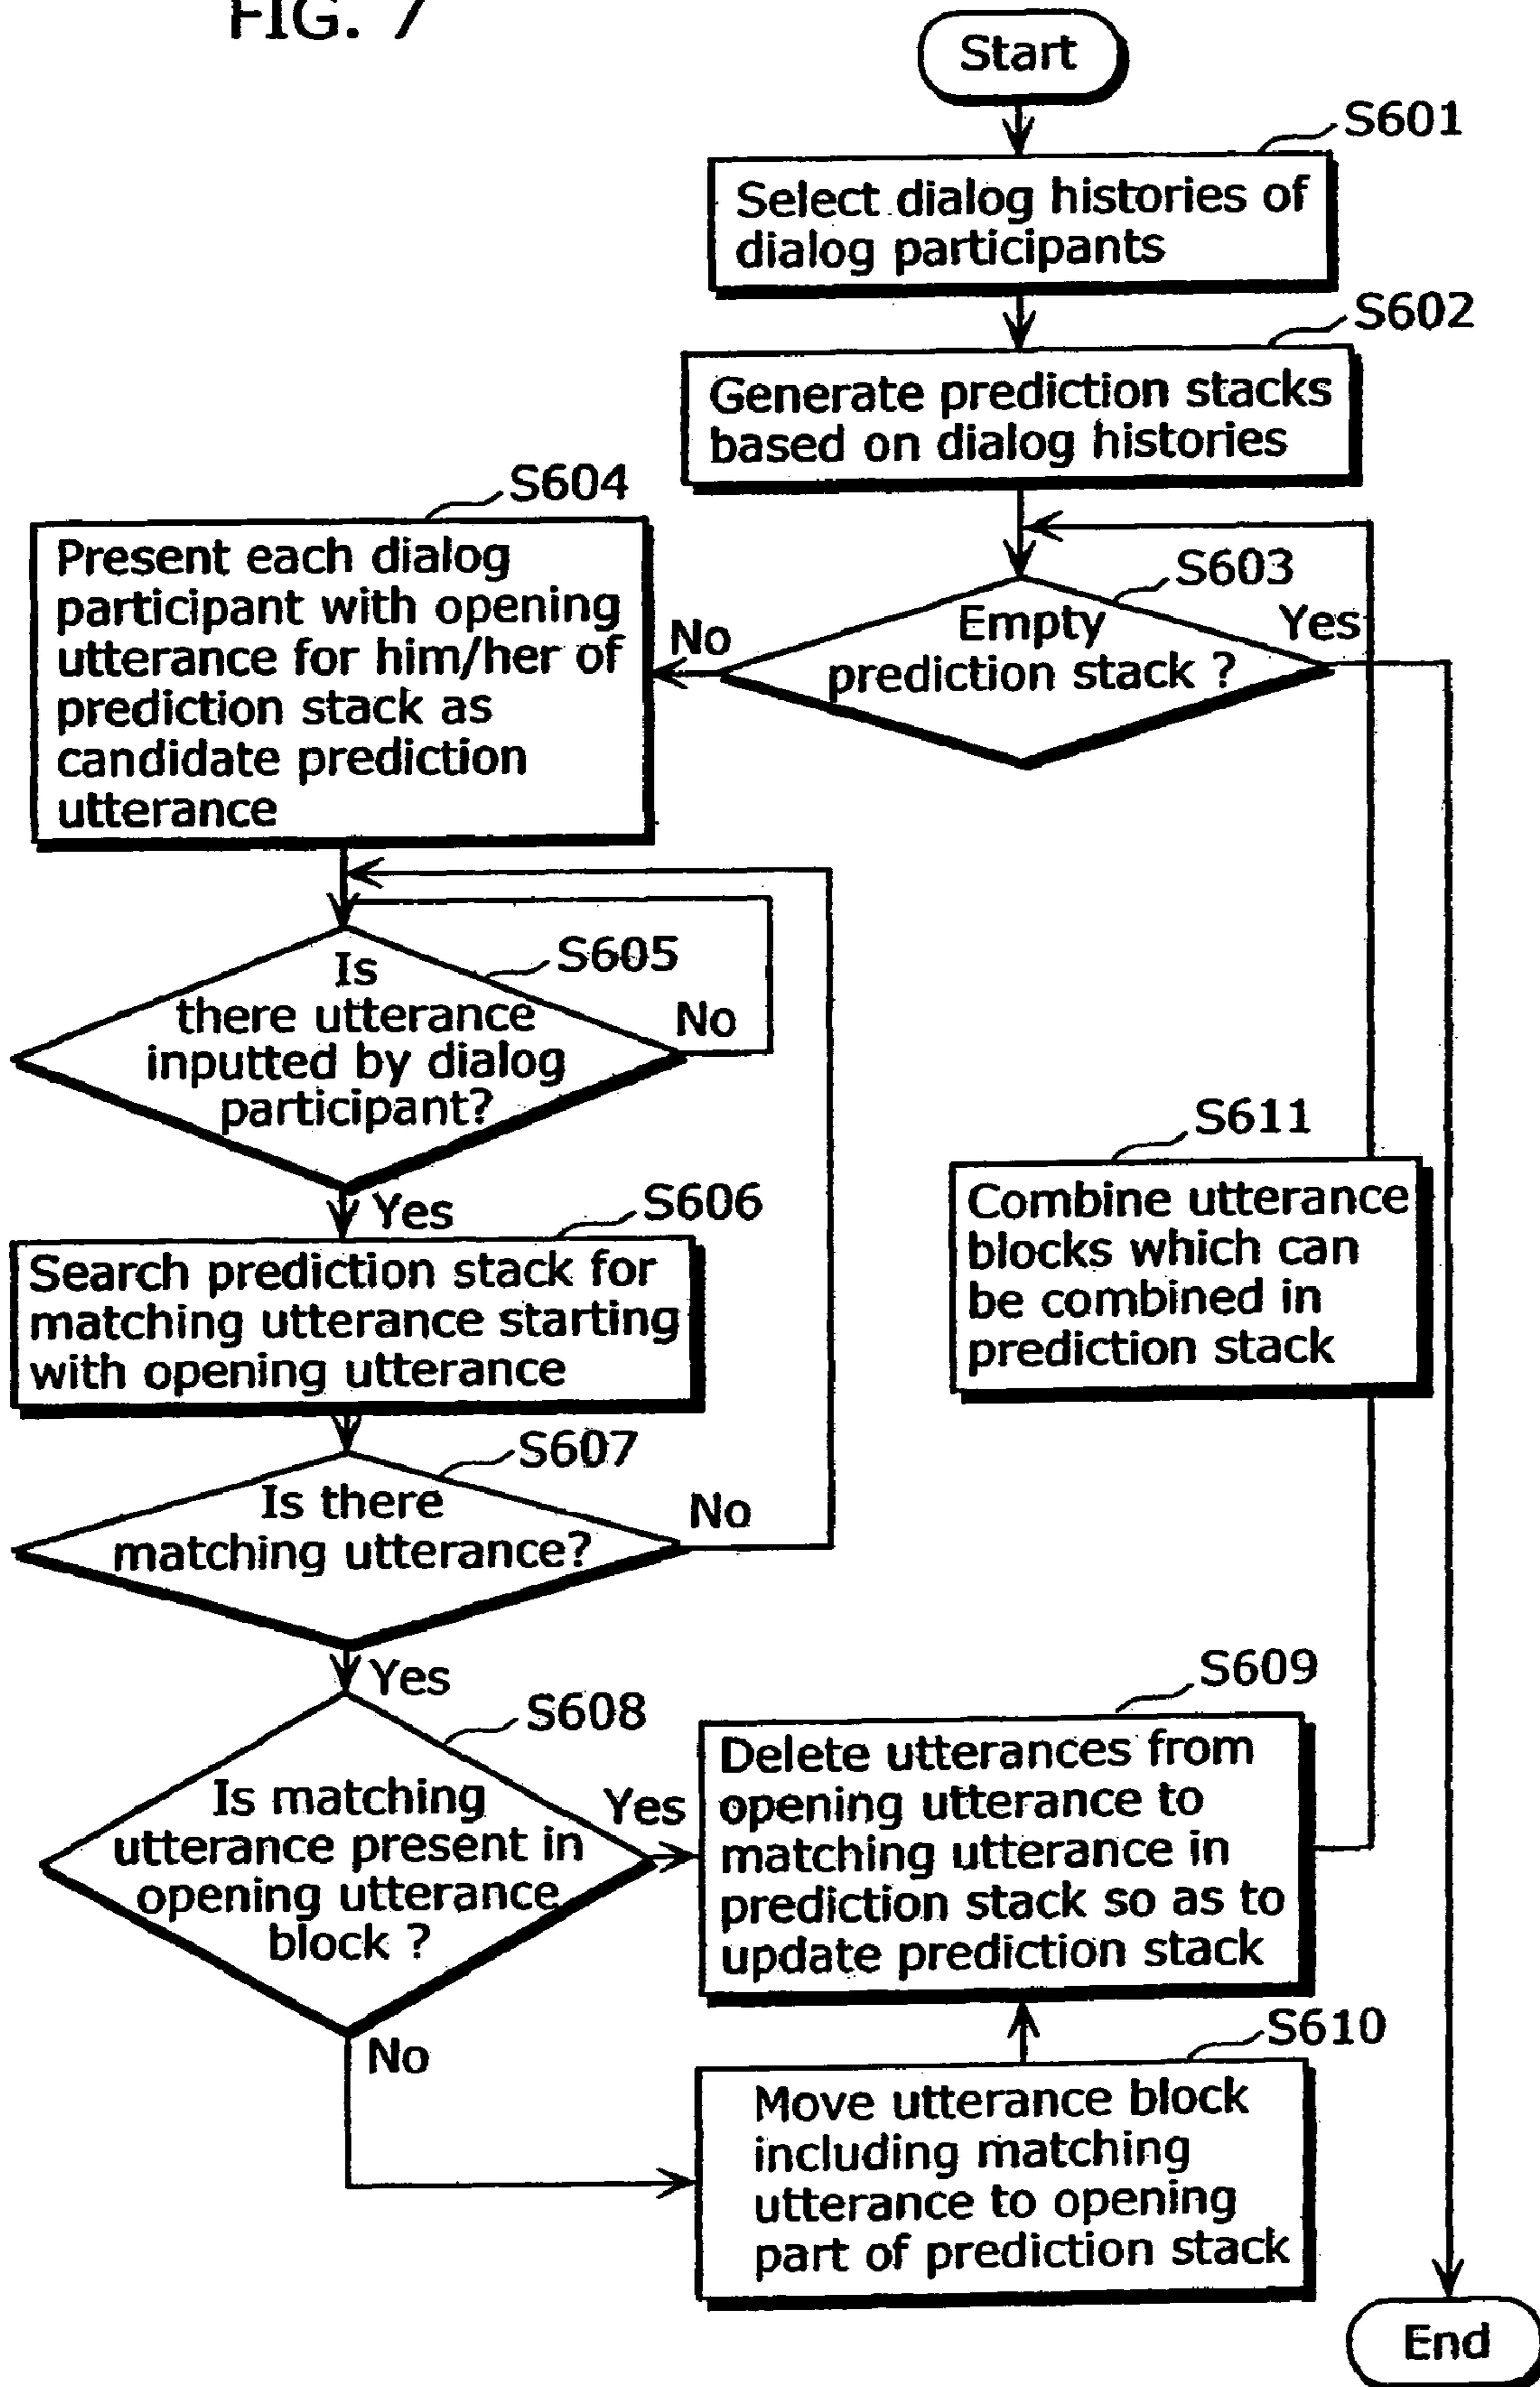 FIG. 7
Start
S601
Select dialog histories of
dialog participants
S602
Generate prediction stacks
based on dialog histories
S603
Empty
prediction stack ?
No
Yes
S604
Present each dialog
participant with opening
utterance for him/her of
prediction stack as
candidate prediction
utterance
S605
Is
there utterance
inputted by dialog
participant?
No
Yes
S606
Search prediction stack for
matching utterance starting
with opening utterance
S607
Is there
matching utterance?
No
Yes
S608
Is matching
utterance present in
opening utterance
block ?
Yes
No
S609
Delete utterances from
opening utterance to
matching utterance in
prediction stack so as to
update prediction stack
S610
Move utterance block
including matching
utterance to opening
part of prediction stack
S611
Combine utterance
blocks which can
be combined in
prediction stack
End